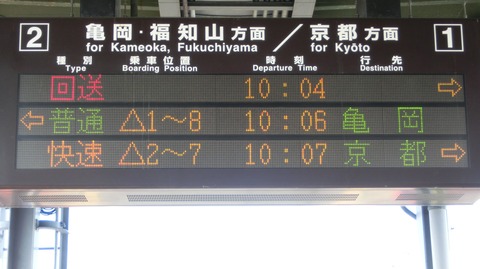 2 亀岡・福知山方面／京都方面 1
for Kameoka, Fukuchiyama for Kyōto
種別 乗車位置 時刻 行先
Type Boarding Position Departure Time Destination
回送 10:04 ⇨
⇦ 普通 △1〜8 10:06 亀岡
快速 △2〜7 10:07 京都 ⇨